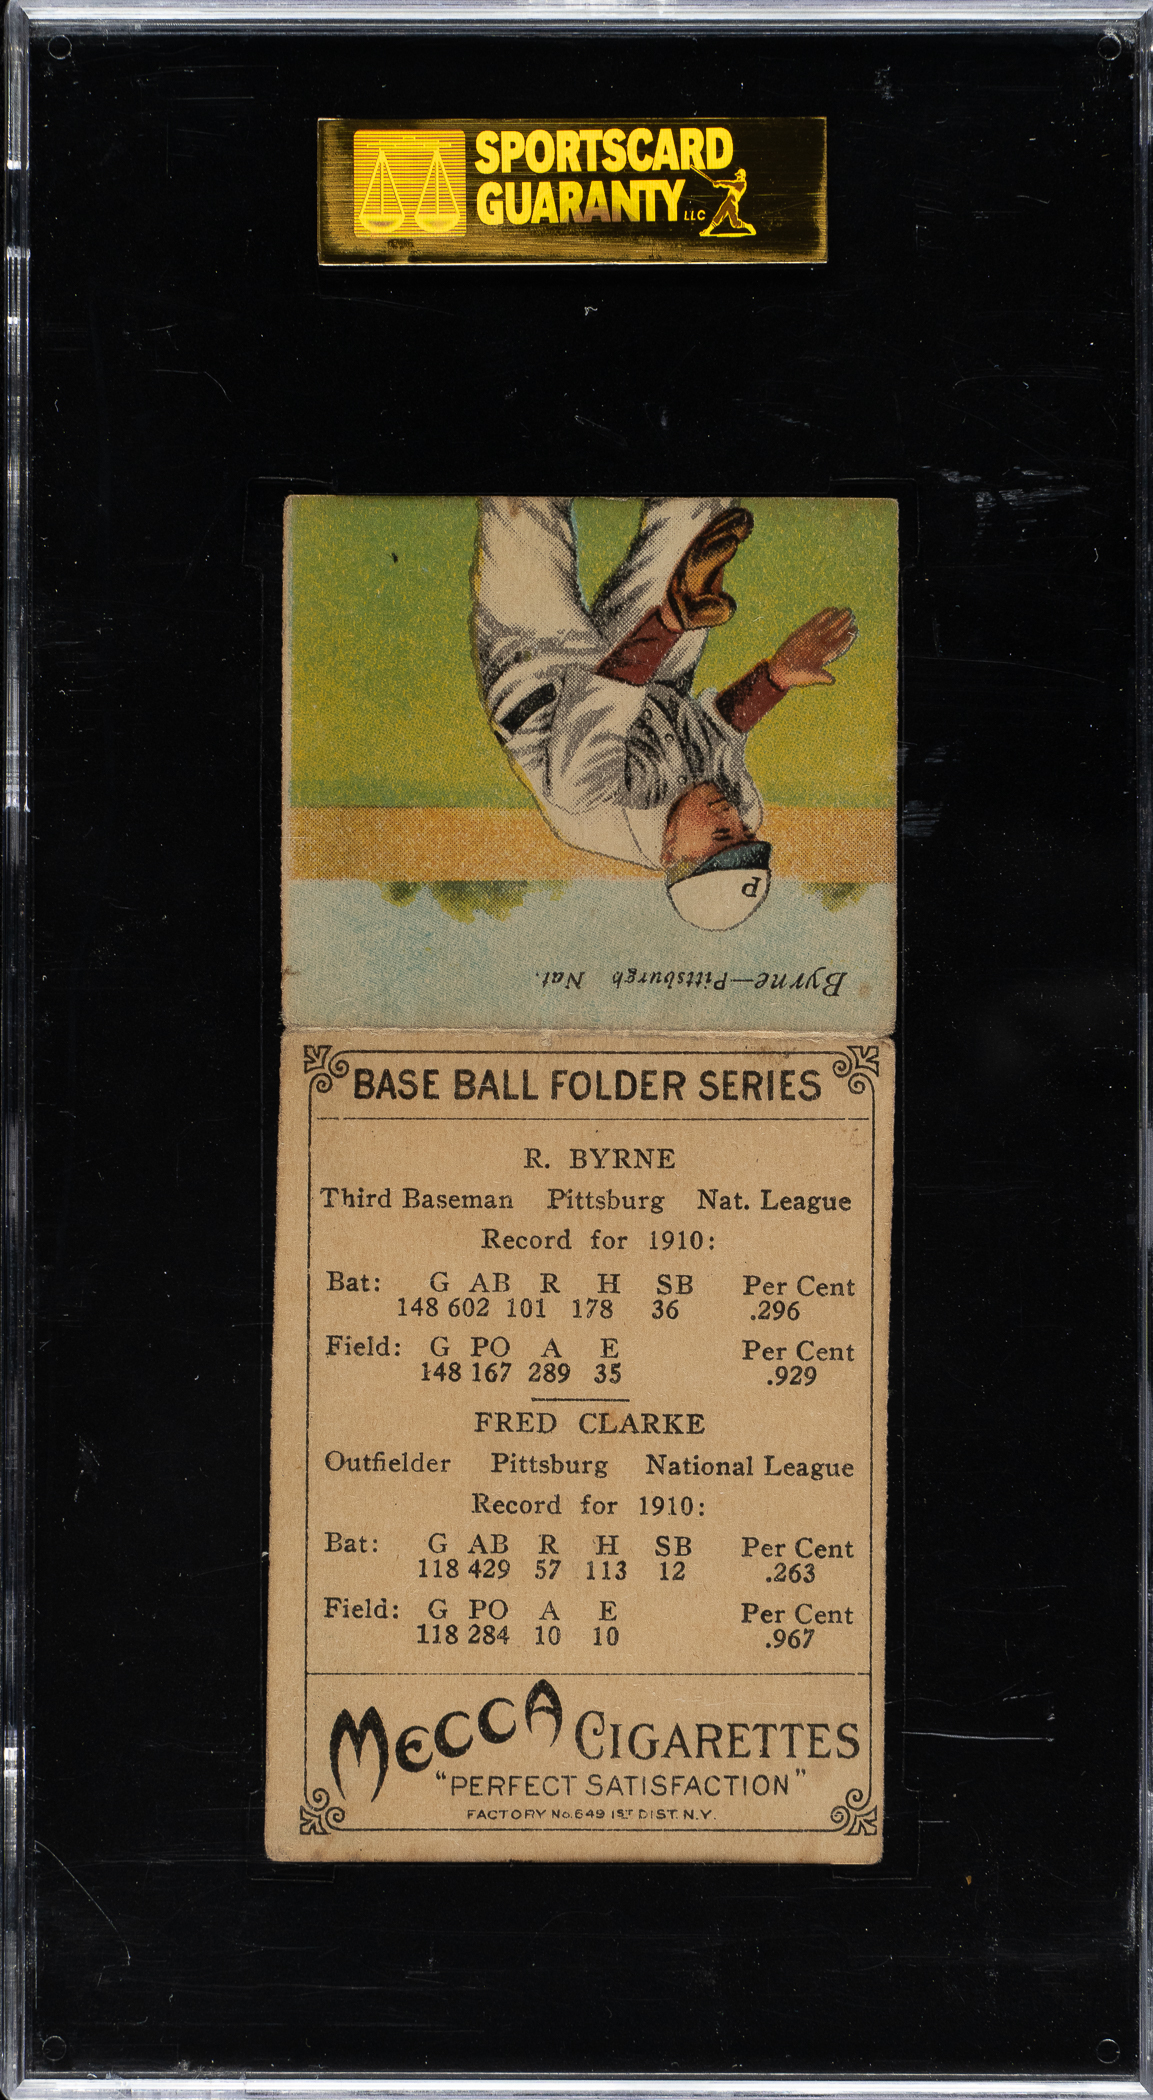 SPORTSCARD
GUARANTY LLC
P
Byrne—Pittsburgh Nat.
BASE BALL FOLDER SERIES
R. BYRNE
Third Baseman Pittsburg Nat. League
Record for 1910:
Bat: G AB R H SB Per Cent
148 602 101 178 36 .296
Field: G PO A E Per Cent
148 167 289 35 .929
FRED CLARKE
Outfielder Pittsburg National League
Record for 1910:
Bat: G AB R H SB Per Cent
118 429 57 113 12 .263
Field: G PO A E Per Cent
118 284 10 10 .967
MECCA CIGARETTES
"PERFECT SATISFACTION"
FACTORY No. 649 1ST DIST. N.Y.